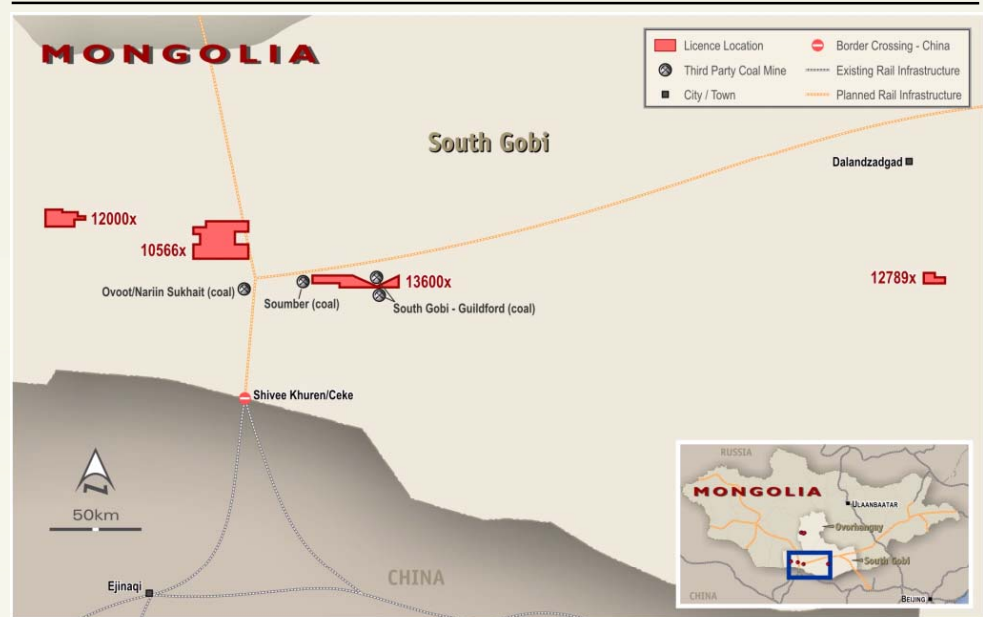 MONGOLIA
Licence Location
Border Crossing - China
Third Party Coal Mine
Existing Rail Infrastructure
City / Town
Planned Rail Infrastructure
South Gobi
Dalandzadgad
12000x
10566x
13600x
12789x
Ovoot/Nariin Sukhait (coal)
Soumber (coal)
South Gobi - Guildford (coal)
Shivee Khuren/Ceke
N
50km
CHINA
Ejinaqi
RUSSIA
MONGOLIA
ULAANBAATAR
Ovorhangay
South Gobi
CHINA
BEIJING